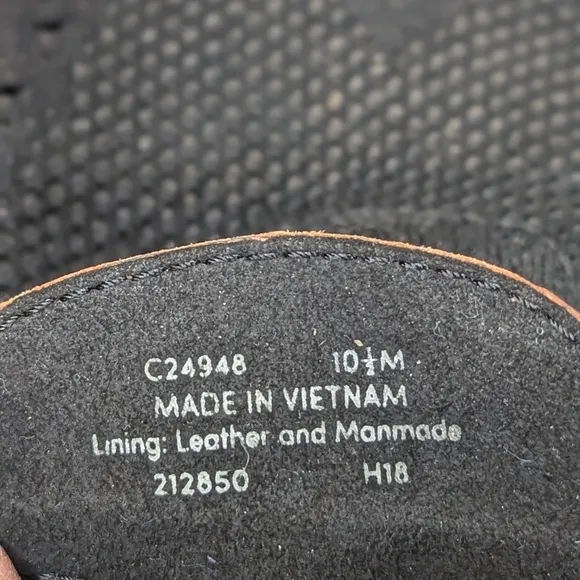 C24948 10½M
MADE IN VIETNAM
Lining: Leather and Manmade
212850 H18